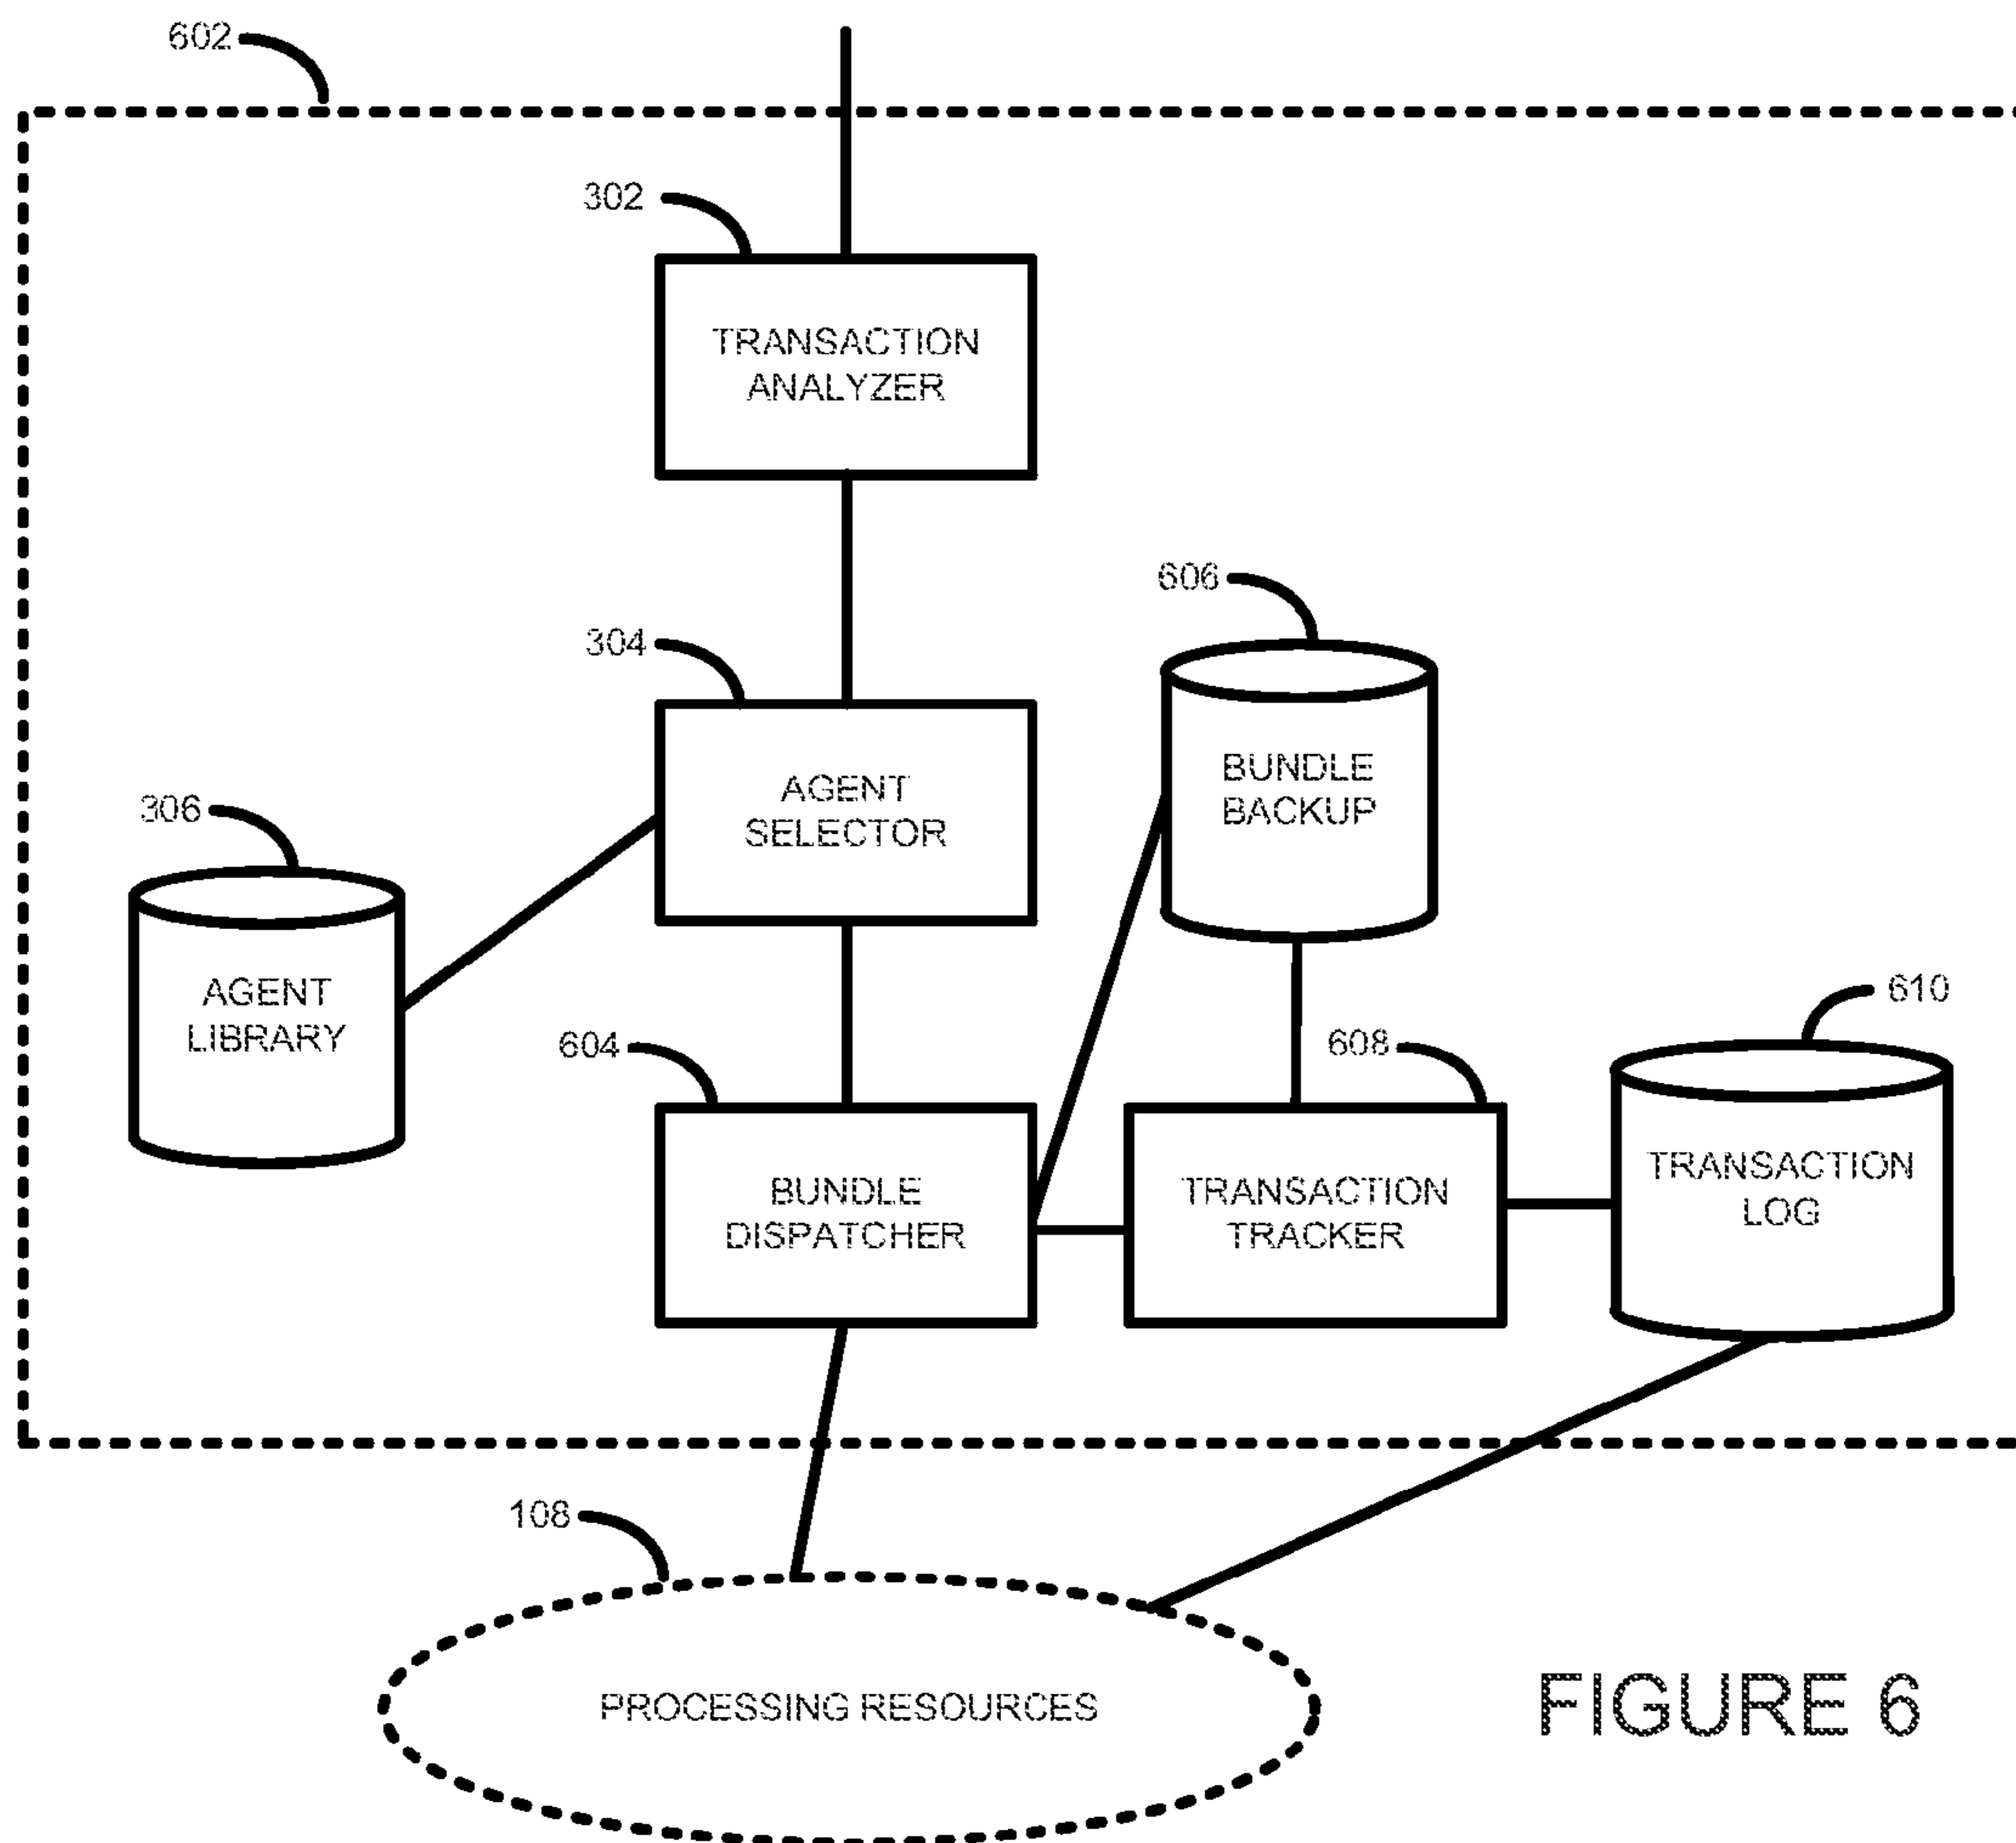 602
302
TRANSACTION
ANALYZER
606
304
BUNDLE
BACKUP
AGENT
SELECTOR
306
AGENT
LIBRARY
610
604
608
TRANSACTION
LOG
BUNDLE
DISPATCHER
TRANSACTION
TRACKER
108
PROCESSING RESOURCES
FIGURE 6